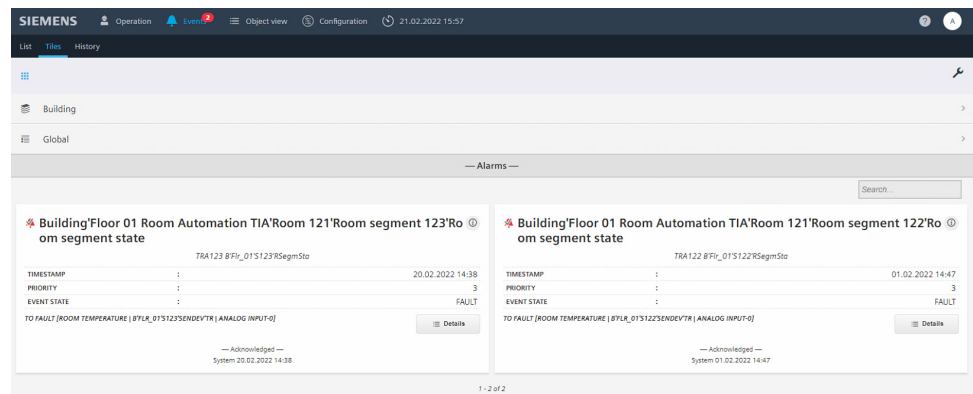 SIEMENS Operation Events 2 Object view Configuration 21.02.2022 15:57 ? A
List Tiles History
Building
Global
— Alarms —
Search...
Building'Floor 01 Room Automation TIA'Room 121'Room segment 123'Ro
om segment state
TRA123 B'Flr_01'S123'RSegmSta
TIMESTAMP : 20.02.2022 14:38
PRIORITY : 3
EVENT STATE : FAULT
TO FAULT [ROOM TEMPERATURE | B'FLR_01'S123'SENDEV'TR | ANALOG INPUT-0]
Details
— Acknowledged —
System 20.02.2022 14:38
Building'Floor 01 Room Automation TIA'Room 121'Room segment 122'Ro
om segment state
TRA122 B'Flr_01'S122'RSegmSta
TIMESTAMP : 01.02.2022 14:47
PRIORITY : 3
EVENT STATE : FAULT
TO FAULT [ROOM TEMPERATURE | B'FLR_01'S122'SENDEV'TR | ANALOG INPUT-0]
Details
— Acknowledged —
System 01.02.2022 14:47
1 - 2 of 2